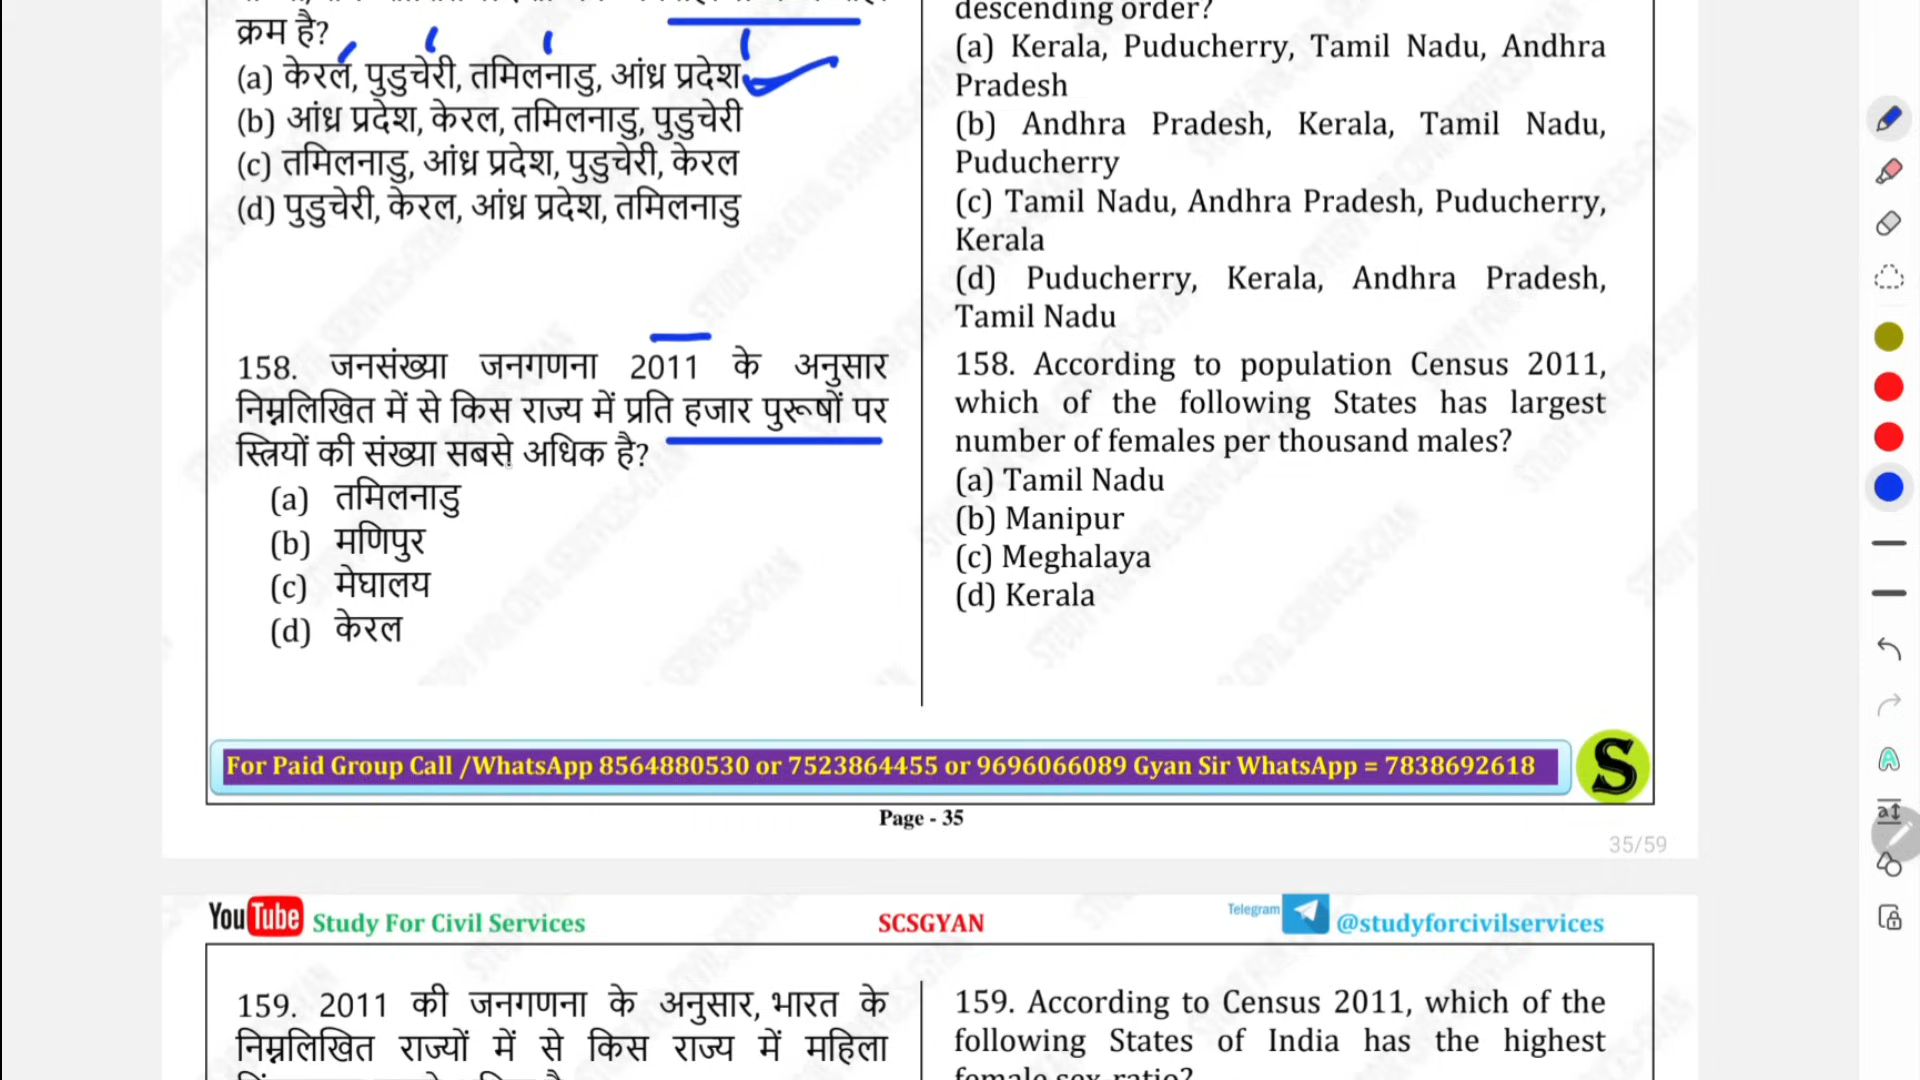 क्रम है?
(a) केरल, पुडुचेरी, तमिलनाडु, आंध्र प्रदेश
(b) आंध्र प्रदेश, केरल, तमिलनाडु, पुडुचेरी
(c) तमिलनाडु, आंध्र प्रदेश, पुडुचेरी, केरल
(d) पुडुचेरी, केरल, आंध्र प्रदेश, तमिलनाडु
158. जनसंख्या जनगणना 2011 के अनुसार
निम्नलिखित में से किस राज्य में प्रति हजार पुरूषों पर
स्त्रियों की संख्या सबसे अधिक है?
(a) तमिलनाडु
(b) मणिपुर
(c) मेघालय
(d) केरल
descending order?
(a) Kerala, Puducherry, Tamil Nadu, Andhra
Pradesh
(b) Andhra Pradesh, Kerala, Tamil Nadu,
Puducherry
(c) Tamil Nadu, Andhra Pradesh, Puducherry,
Kerala
(d) Puducherry, Kerala, Andhra Pradesh,
Tamil Nadu
158. According to population Census 2011,
which of the following States has largest
number of females per thousand males?
(a) Tamil Nadu
(b) Manipur
(c) Meghalaya
(d) Kerala
For Paid Group Call /WhatsApp 8564880530 or 7523864455 or 9696066089 Gyan Sir WhatsApp = 7838692618
S
Page - 35
35/59
YouTube Study For Civil Services
SCSGYAN
Telegram @studyforcivilservices
159. 2011 की जनगणना के अनुसार, भारत के
निम्नलिखित राज्यों में से किस राज्य में महिला
159. According to Census 2011, which of the
following States of India has the highest
female sex-ratio?